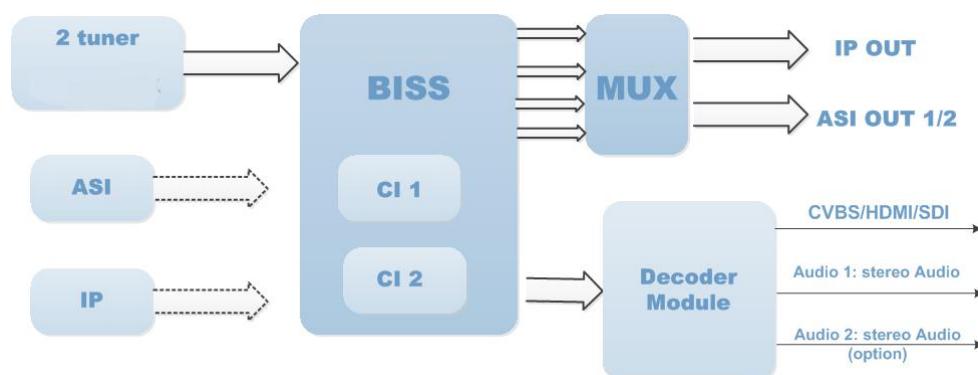 2 tuner
BISS
MUX
IP OUT
ASI OUT 1/2
ASI
CI 1
CI 2
IP
Decoder
Module
CVBS/HDMI/SDI
Audio 1: stereo Audio
Audio 2: stereo Audio
(option)